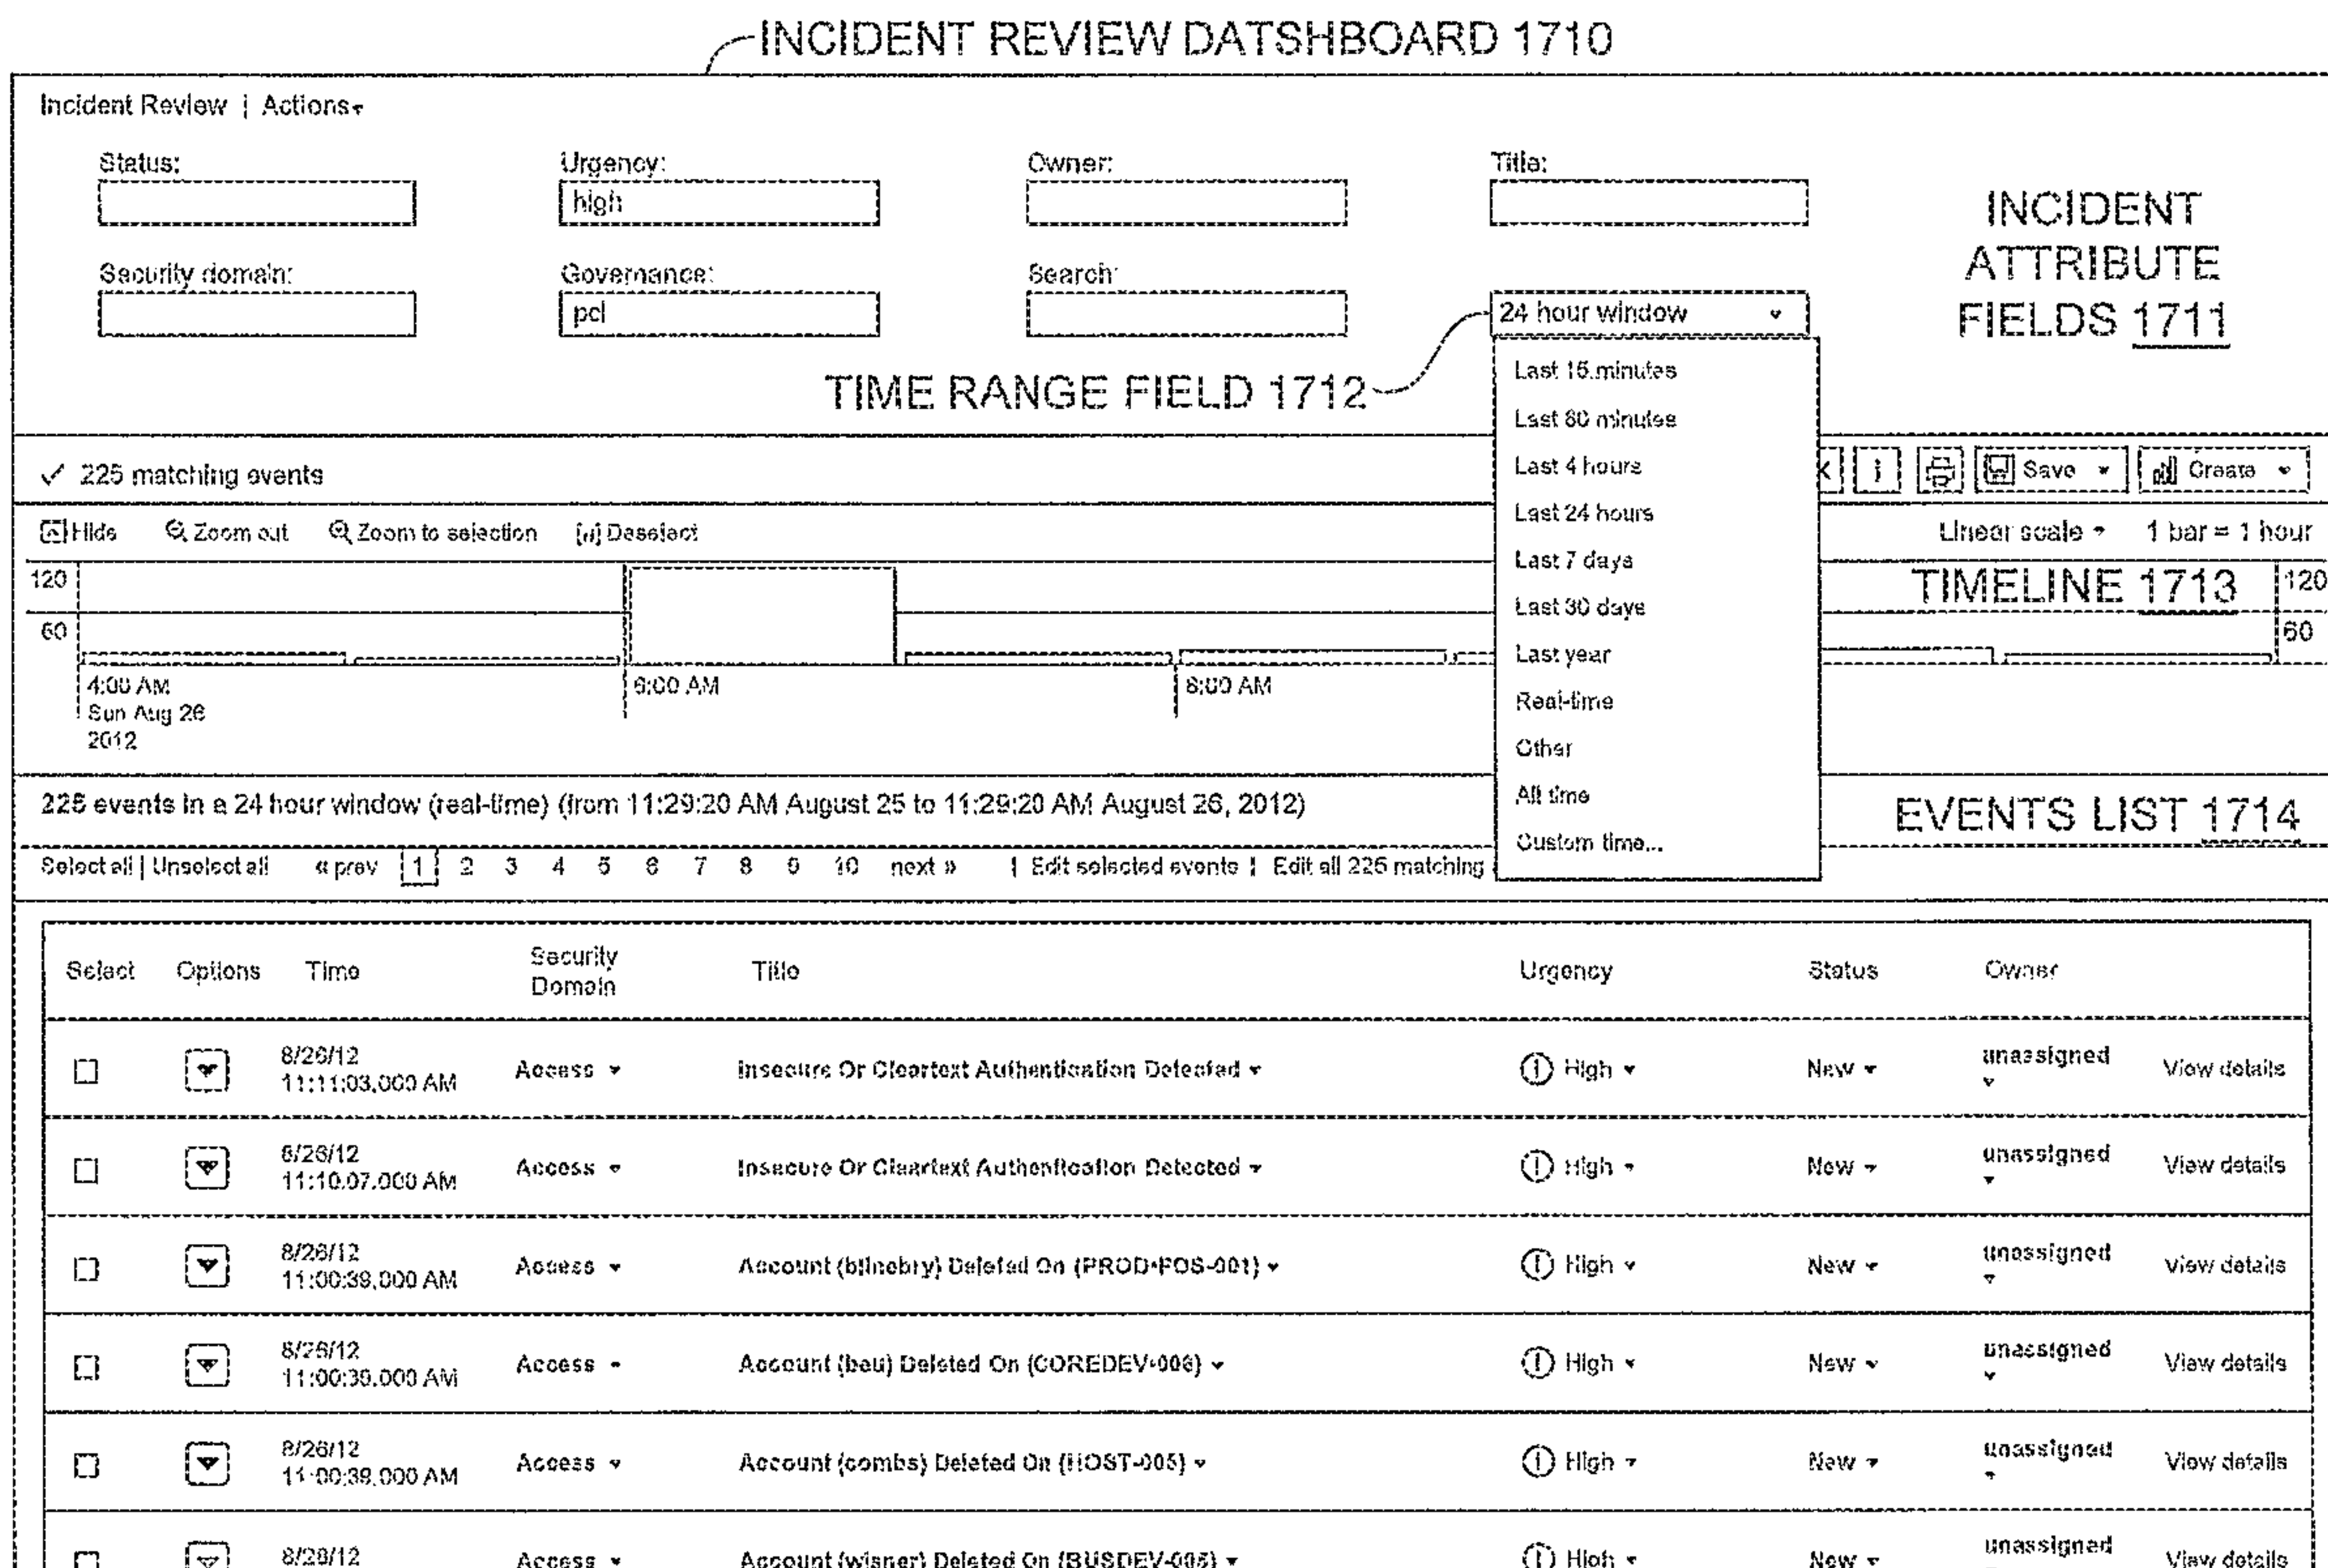 INCIDENT REVIEW DATSHBOARD 1710
Incident Review | Actions
Status:
Urgency:
Owner:
Title:
high
INCIDENT
ATTRIBUTE
FIELDS 1711
Security domain:
Governance:
Search:
pci
24 hour window
TIME RANGE FIELD 1712
Last 15 minutes
Last 60 minutes
Last 4 hours
Last 24 hours
Last 7 days
Last 30 days
Last year
Real-time
Other
All time
Custom time...
✓ 225 matching events
i
Save
Create
Hide
Zoom out
Zoom to selection
Deselect
Linear scale
1 bar = 1 hour
TIMELINE 1713
120
60
120
60
4:00 AM
Sun Aug 26
2012
6:00 AM
8:00 AM
225 events in a 24 hour window (real-time) (from 11:29:20 AM August 25 to 11:29:20 AM August 26, 2012)
EVENTS LIST 1714
Select all | Unselect all « prev 1 2 3 4 5 6 7 8 9 10 next » | Edit selected events | Edit all 225 matching
Select Options Time Security Domain Title Urgency Status Owner
8/26/12
11:11:03.000 AM
Access Insecure Or Cleartext Authentication Detected High New unassigned View details
8/26/12
11:10:07.000 AM
Access Insecure Or Cleartext Authentication Detected High New unassigned View details
8/26/12
11:00:39.000 AM
Access Account Deleted On (PROD-POS-001) High New unassigned View details
8/26/12
11:00:39.000 AM
Access Account (beu) Deleted On (COREDEV-006) High New unassigned View details
8/26/12
11:00:39.000 AM
Access Account (combs) Deleted On (HOST-005) High New unassigned View details
8/26/12
Access Account (wisner) Deleted On (BUSDEV-005) High New unassigned View details